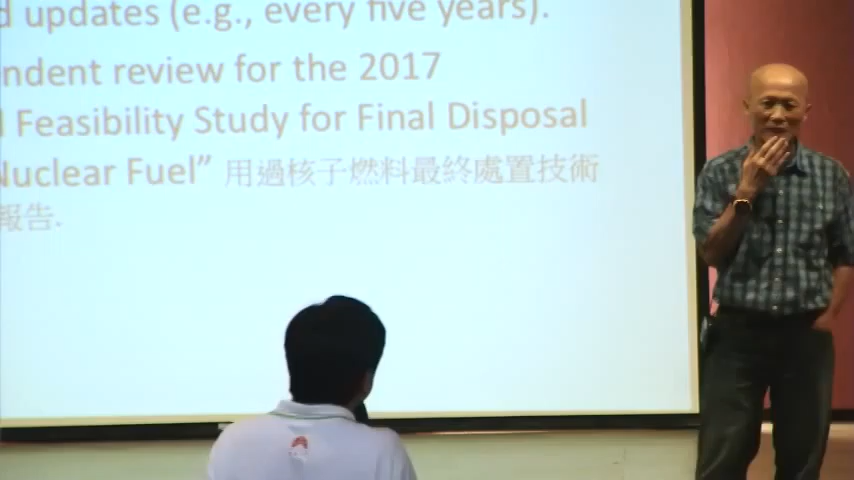 d updates (e.g., every five years).
ndent review for the 2017
l Feasibility Study for Final Disposal
Nuclear Fuel” 用過核子燃料最終處置技術
報告.